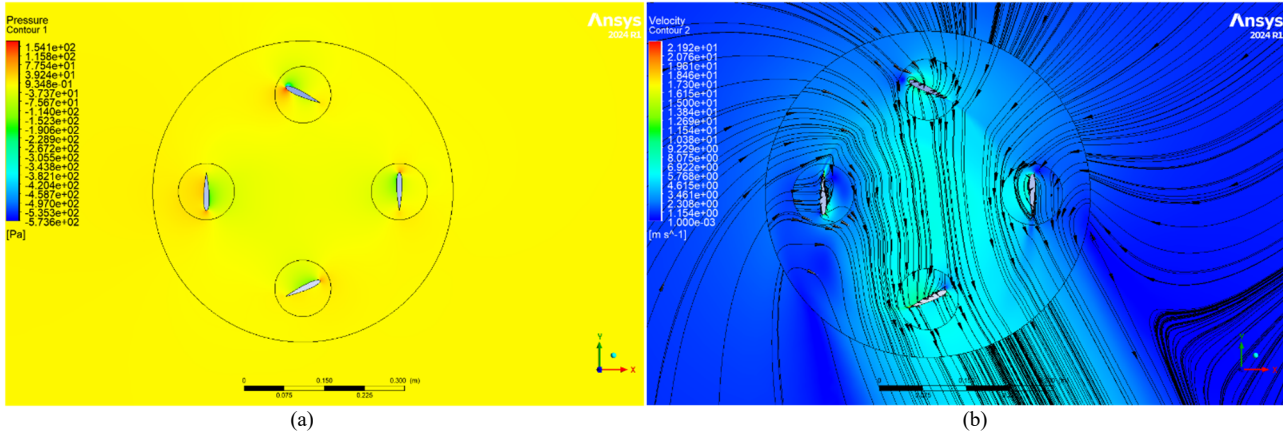 Pressure
Contour 1
1.541e+02
1.158e+02
7.754e+01
3.924e+01
9.348e-01
-3.737e+01
-7.567e+01
-1.140e+02
-1.523e+02
-1.906e+02
-2.289e+02
-2.672e+02
-3.055e+02
-3.438e+02
-3.821e+02
-4.204e+02
-4.587e+02
-4.970e+02
-5.353e+02
-5.736e+02
[Pa]
Ansys
2024 R1
Y
X
0
0.150
0.300
(m)
0.075
0.225
(a)
Velocity
Contour 2
2.192e+01
2.076e+01
1.961e+01
1.846e+01
1.730e+01
1.615e+01
1.500e+01
1.384e+01
1.269e+01
1.154e+01
1.038e+01
9.229e+00
8.075e+00
6.922e+00
5.768e+00
4.615e+00
3.461e+00
2.308e+00
1.154e+00
1.000e-03
[m s^-1]
Ansys
2024 R1
Y
X
0
0.300
(m)
0.225
(b)